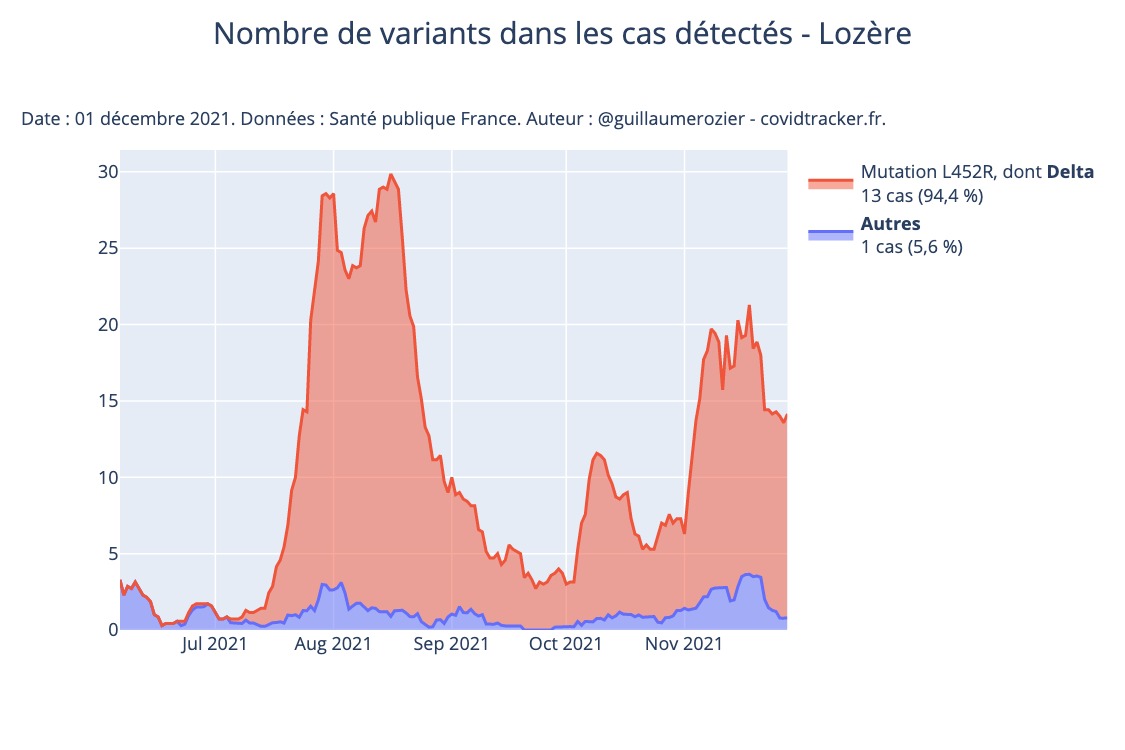 Nombre de variants dans les cas détectés - Lozère
Date : 01 décembre 2021. Données : Santé publique France. Auteur : @guillaumerozier - covidtracker.fr.
30
25
20
15
10
5
0
Jul 2021
Aug 2021
Sep 2021
Oct 2021
Nov 2021
Mutation L452R, dont Delta
13 cas (94,4 %)
Autres
1 cas (5,6 %)